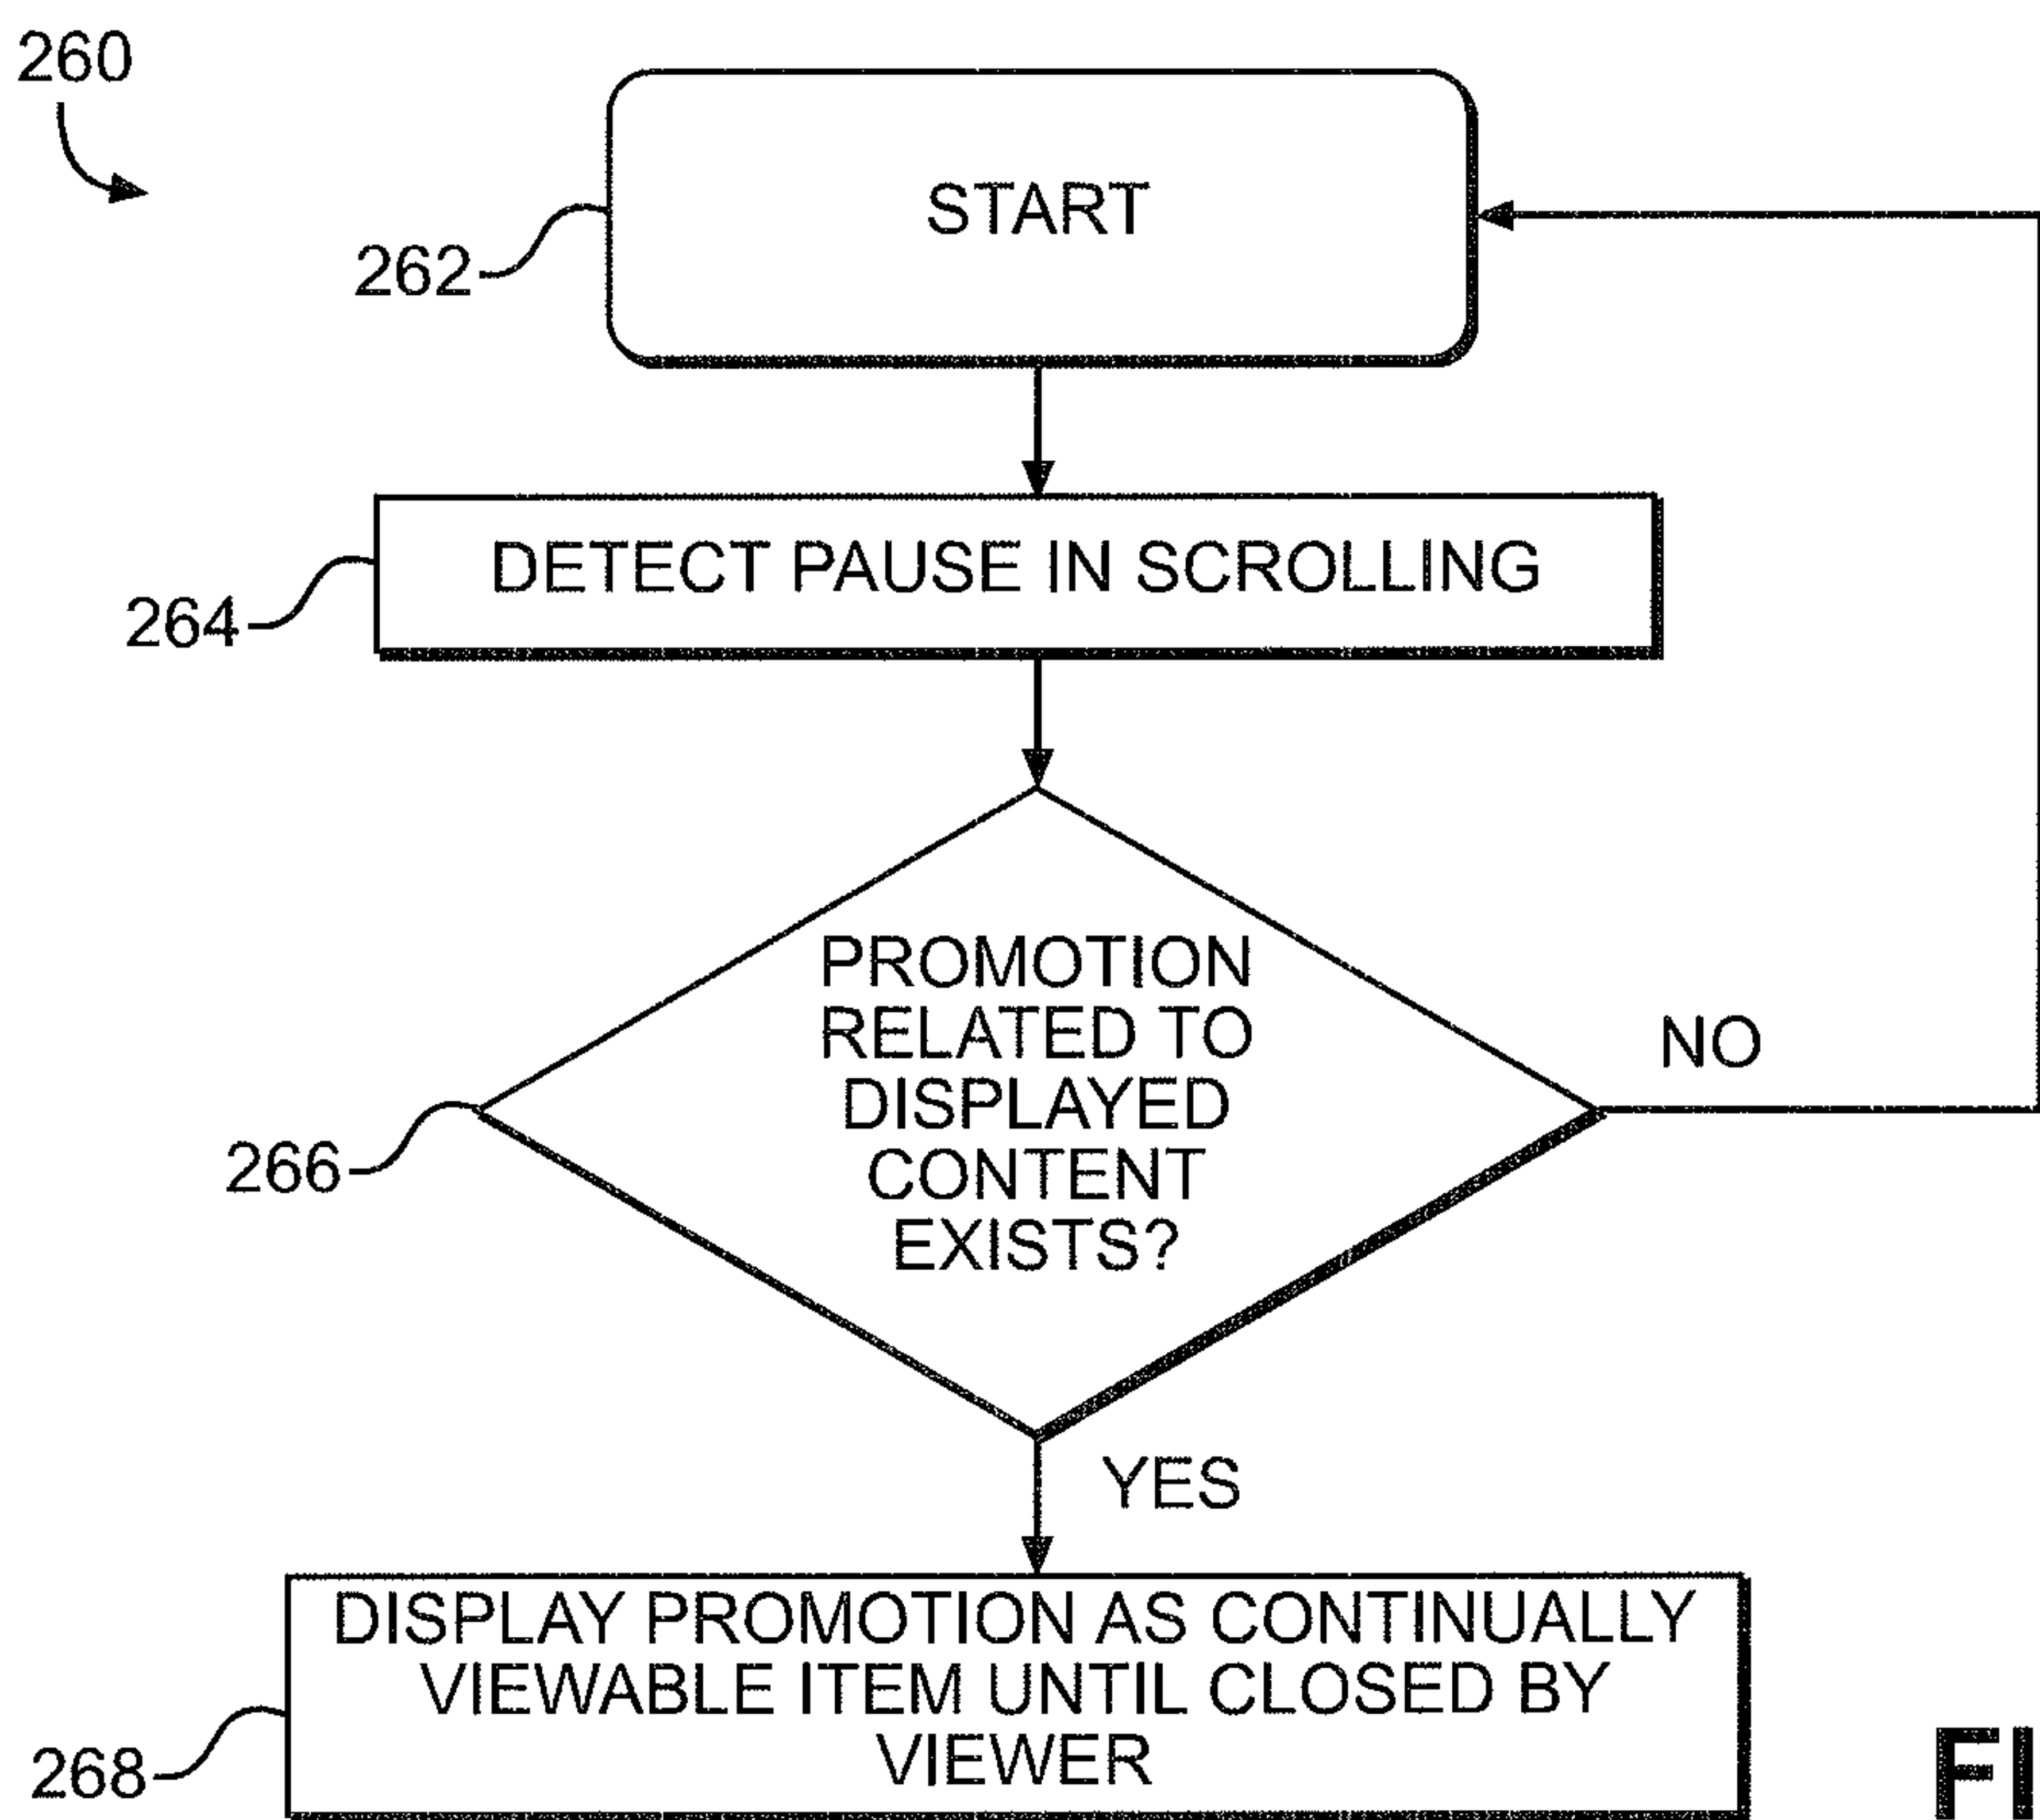 260
START
262
DETECT PAUSE IN SCROLLING
264
PROMOTION
RELATED TO
DISPLAYED
CONTENT
EXISTS?
NO
266
YES
DISPLAY PROMOTION AS CONTINUALLY
VIEWABLE ITEM UNTIL CLOSED BY
VIEWER
268
FI